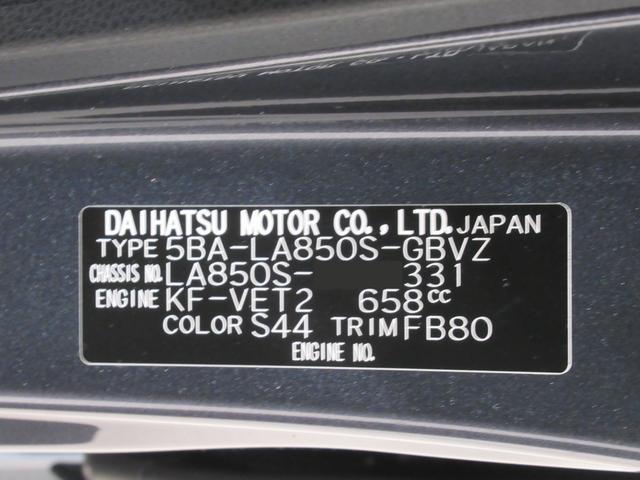 DAIHATSU MOTOR CO., LTD. JAPAN
TYPE 5BA-LA850S-GBVZ
CHASSIS NO. LA850S- 331
ENGINE KF-VET2 658cc
COLOR S44 TRIM FB80
ENGINE NO.